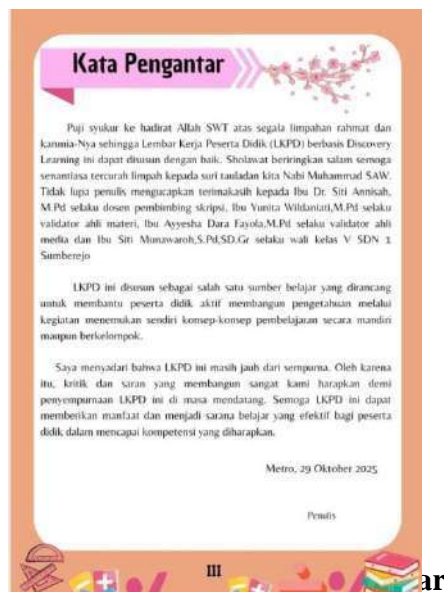 Kata Pengantar
Puji syukur ke hadirat Allah SWT atas segala limpahan rahmat dan
karunia-Nya sehingga Lembar Kerja Peserta Didik (LKPD) berbasis Discovery
Learning ini dapat disusun dengan baik. Sholawat beriringkan salam semoga
senantiasa tercurah limpah kepada suri tauladan kita Nabi Muhammad SAW.
Tidak lupa penulis mengucapkan terimakasih kepada Ibu Dr. Siti Annisah,
M.Pd selaku dosen pembimbing skripsi, Ibu Yunita Wildaniati,M.Pd selaku
validator ahli materi, Ibu Ayyesha Dara Fayola,M.Pd selaku validator ahli
media dan Ibu Siti Munawaroh,S.Pd,SD.Gr selaku wali kelas V SDN 1
Sumberejo
LKPD ini disusun sebagai salah satu sumber belajar yang dirancang
untuk membantu peserta didik aktif membangun pengetahuan melalui
kegiatan menemukan sendiri konsep-konsep pembelajaran secara mandiri
maupun berkelompok.
Saya menyadari bahwa LKPD ini masih jauh dari sempurna. Oleh karena
itu, kritik dan saran yang membangun sangat kami harapkan demi
penyempurnaan LKPD ini di masa mendatang. Semoga LKPD ini dapat
memberikan manfaat dan menjadi sarana belajar yang efektif bagi peserta
didik dalam mencapai kompetensi yang diharapkan.
Metro, 29 Oktober 2025
Penulis
III
ar